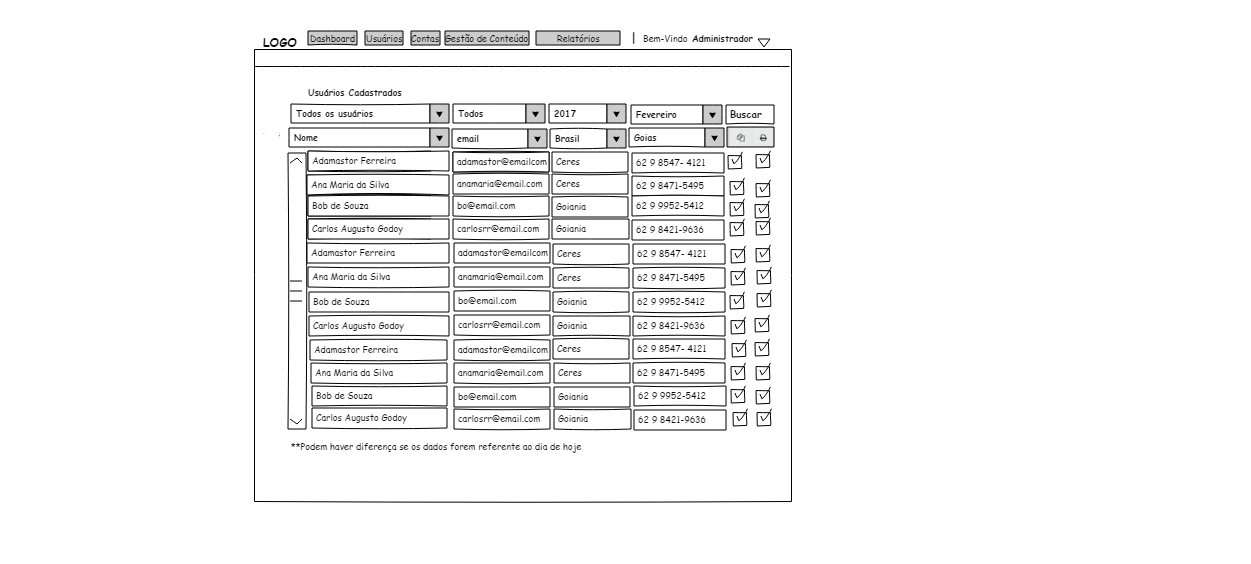 LOGO Dashboard Usuários Contas Gestão de Conteúdo Relatórios | Bem-Vindo Administrador
Usuários Cadastrados
Todos os usuários Todos 2017 Fevereiro Buscar
Nome email Brasil Goias
Adamastor Ferreira adamastor@emailcom Ceres 62 9 8547- 4121
Ana Maria da Silva anamaria@email.com Ceres 62 9 8471-5495
Bob de Souza bo@email.com Goiania 62 9 9952-5412
Carlos Augusto Godoy carlosrr@email.com Goiania 62 9 8421-9636
Adamastor Ferreira adamastor@emailcom Ceres 62 9 8547- 4121
Ana Maria da Silva anamaria@email.com Ceres 62 9 8471-5495
Bob de Souza bo@email.com Goiania 62 9 9952-5412
Carlos Augusto Godoy carlosrr@email.com Goiania 62 9 8421-9636
Adamastor Ferreira adamastor@emailcom Ceres 62 9 8547- 4121
Ana Maria da Silva anamaria@email.com Ceres 62 9 8471-5495
Bob de Souza bo@email.com Goiania 62 9 9952-5412
Carlos Augusto Godoy carlosrr@email.com Goiania 62 9 8421-9636
**Podem haver diferença se os dados forem referente ao dia de hoje